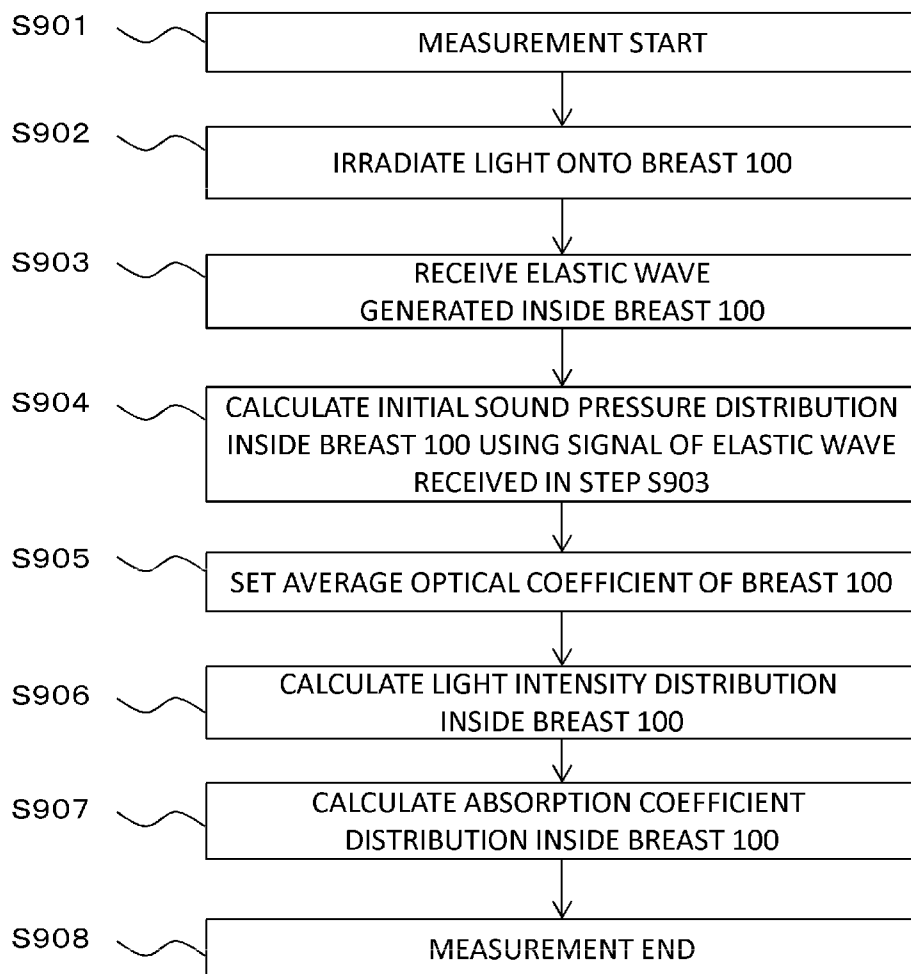 S901
MEASUREMENT START
S902
IRRADIATE LIGHT ONTO BREAST 100
S903
RECEIVE ELASTIC WAVE
GENERATED INSIDE BREAST 100
S904
CALCULATE INITIAL SOUND PRESSURE DISTRIBUTION
INSIDE BREAST 100 USING SIGNAL OF ELASTIC WAVE
RECEIVED IN STEP S903
S905
SET AVERAGE OPTICAL COEFFICIENT OF BREAST 100
S906
CALCULATE LIGHT INTENSITY DISTRIBUTION
INSIDE BREAST 100
S907
CALCULATE ABSORPTION COEFFICIENT
DISTRIBUTION INSIDE BREAST 100
S908
MEASUREMENT END